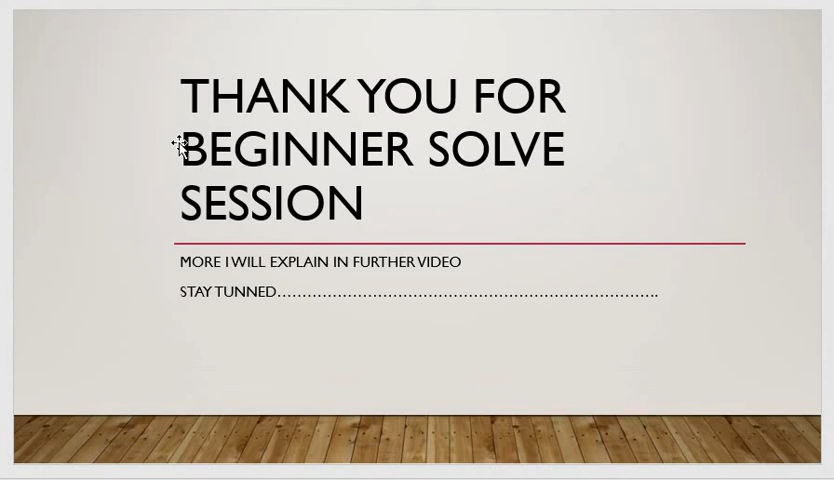 THANK YOU FOR
BEGINNER SOLVE
SESSION
MORE I WILL EXPLAIN IN FURTHER VIDEO
STAY TUNNED…………………………………………………………………..